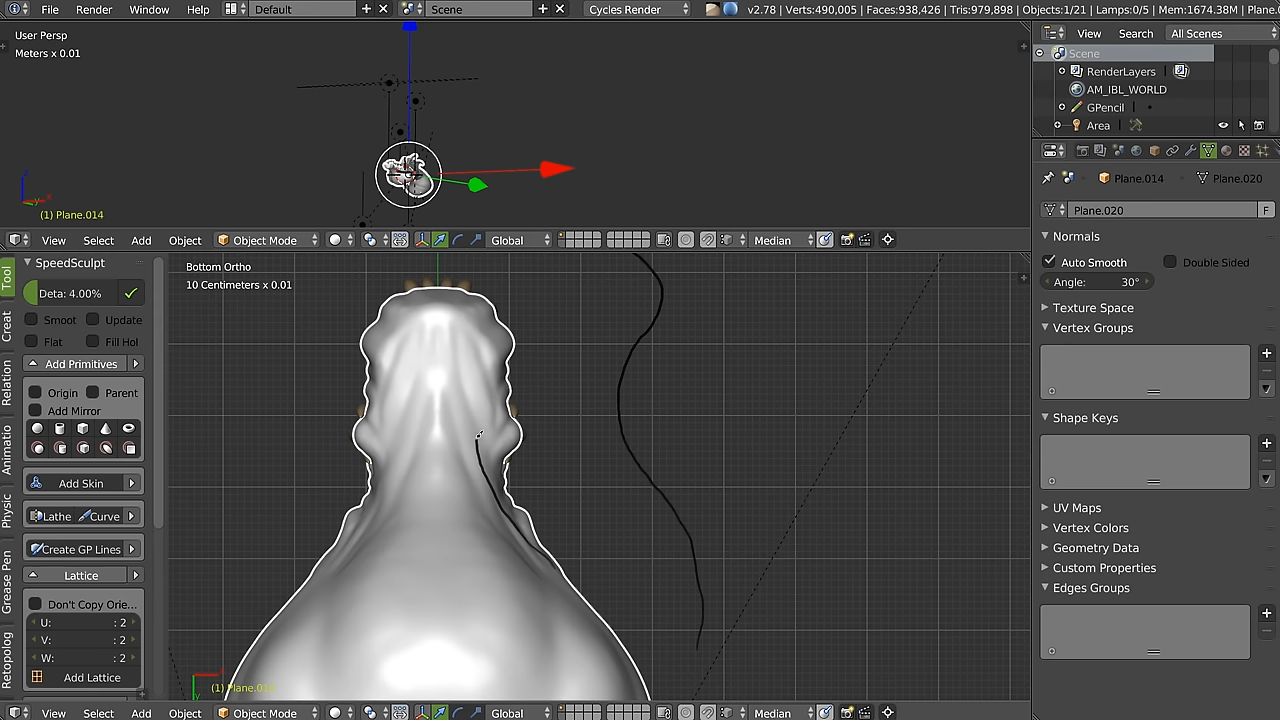 File Render Window Help Default Scene Cycles Render v2.78 | Verts:490,005 | Faces:938,426 | Tris:979,898 | Objects:1/21 | Lamps:0/5 | Mem:1674.38M | Plane.
User Persp
Meters x 0.01
(1) Plane.014
View Select Add Object Object Mode Global Median
View Search All Scenes
Scene
RenderLayers
AM_IBL_WORLD
GPencil
Area
Plane.014 Plane.020
Plane.020 F
Normals
Auto Smooth Double Sided
Angle: 30°
Texture Space
Vertex Groups
Shape Keys
UV Maps
Vertex Colors
Geometry Data
Custom Properties
Edges Groups
Tool
Creat
Relation
Animatio
Physic
Grease Pen
Retopolog
SpeedSculpt
Deta: 4.00%
Smoot Update
Flat Fill Hol
Add Primitives
Origin Parent
Add Mirror
Add Skin
Lathe Curve
Create GP Lines
Lattice
Don't Copy Orie...
U: : 2
V: : 2
W: : 2
Add Lattice
Bottom Ortho
10 Centimeters x 0.01
View Select Add Object Object Mode Global Median